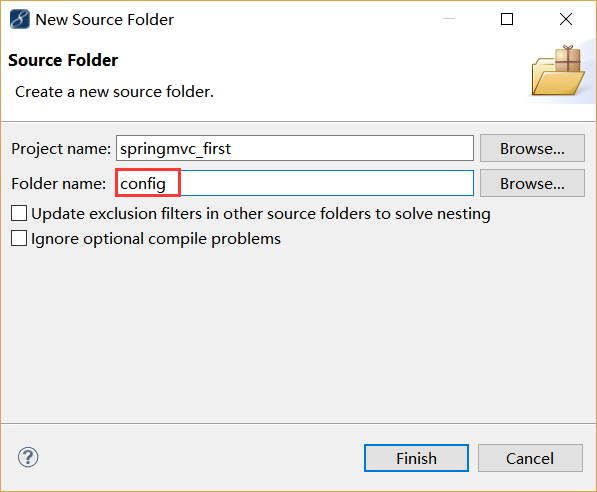 New Source Folder
Source Folder
Create a new source folder.
Project name: springmvc_first Browse...
Folder name: config Browse...
Update exclusion filters in other source folders to solve nesting
Ignore optional compile problems
? Finish Cancel